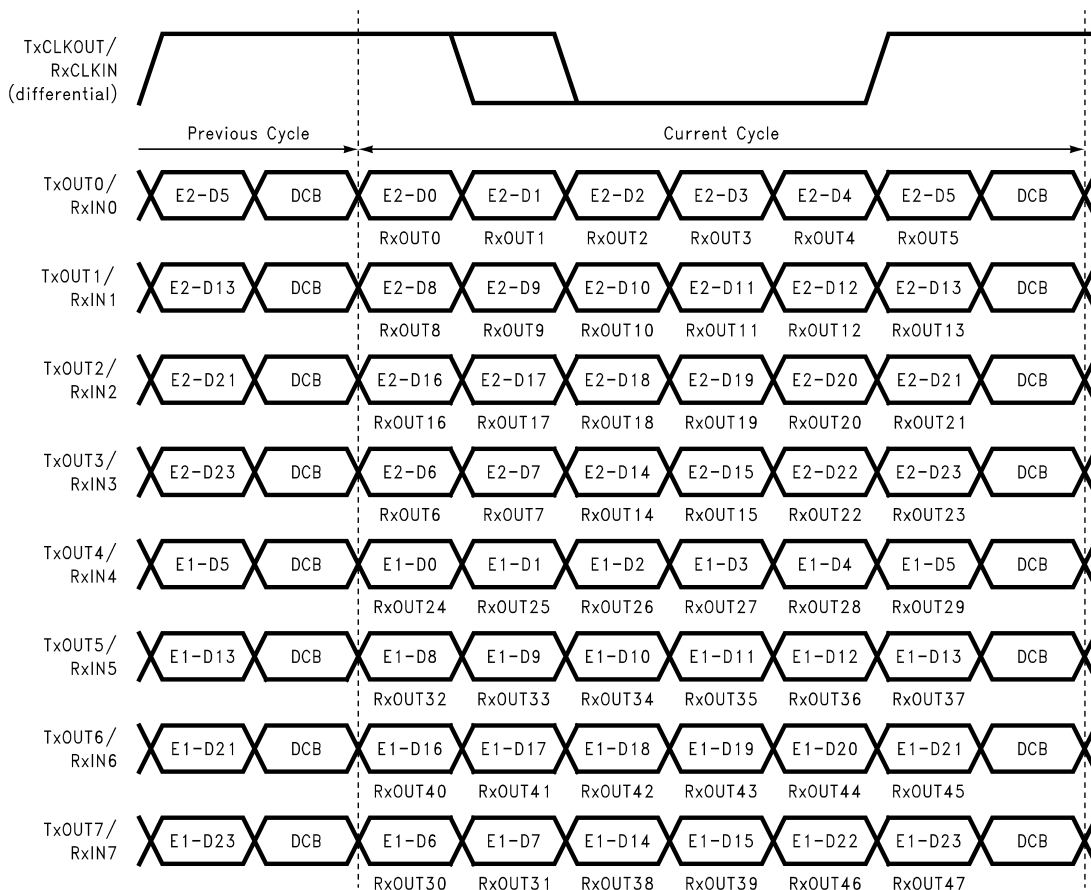 TxCLKOUT/
RxCLKIN
(differential)
Previous Cycle Current Cycle
TxOUT0/
RxIN0
E2-D5 DCB E2-D0 E2-D1 E2-D2 E2-D3 E2-D4 E2-D5 DCB
RxOUT0 RxOUT1 RxOUT2 RxOUT3 RxOUT4 RxOUT5
TxOUT1/
RxIN1
E2-D13 DCB E2-D8 E2-D9 E2-D10 E2-D11 E2-D12 E2-D13 DCB
RxOUT8 RxOUT9 RxOUT10 RxOUT11 RxOUT12 RxOUT13
TxOUT2/
RxIN2
E2-D21 DCB E2-D16 E2-D17 E2-D18 E2-D19 E2-D20 E2-D21 DCB
RxOUT16 RxOUT17 RxOUT18 RxOUT19 RxOUT20 RxOUT21
TxOUT3/
RxIN3
E2-D23 DCB E2-D6 E2-D7 E2-D14 E2-D15 E2-D22 E2-D23 DCB
RxOUT6 RxOUT7 RxOUT14 RxOUT15 RxOUT22 RxOUT23
TxOUT4/
RxIN4
E1-D5 DCB E1-D0 E1-D1 E1-D2 E1-D3 E1-D4 E1-D5 DCB
RxOUT24 RxOUT25 RxOUT26 RxOUT27 RxOUT28 RxOUT29
TxOUT5/
RxIN5
E1-D13 DCB E1-D8 E1-D9 E1-D10 E1-D11 E1-D12 E1-D13 DCB
RxOUT32 RxOUT33 RxOUT34 RxOUT35 RxOUT36 RxOUT37
TxOUT6/
RxIN6
E1-D21 DCB E1-D16 E1-D17 E1-D18 E1-D19 E1-D20 E1-D21 DCB
RxOUT40 RxOUT41 RxOUT42 RxOUT43 RxOUT44 RxOUT45
TxOUT7/
RxIN7
E1-D23 DCB E1-D6 E1-D7 E1-D14 E1-D15 E1-D22 E1-D23 DCB
RxOUT30 RxOUT31 RxOUT38 RxOUT39 RxOUT46 RxOUT47